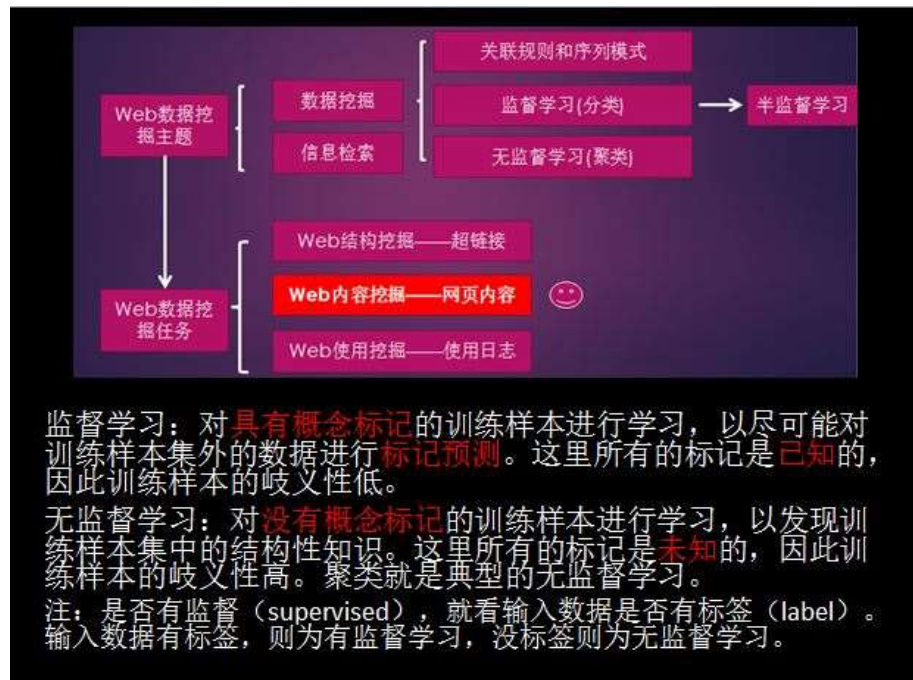 关联规则和序列模式
Web数据挖
掘主题
数据挖掘
监督学习(分类)
半监督学习
信息检索
无监督学习(聚类)
Web结构挖掘——超链接
Web内容挖掘——网页内容
Web数据挖
掘任务
Web使用挖掘——使用日志
监督学习：对具有概念标记的训练样本进行学习，以尽可能对
训练样本集外的数据进行标记预测。这里所有的标记是已知的，
因此训练样本的岐义性低。
无监督学习：对没有概念标记的训练样本进行学习，以发现训
练样本集中的结构性知识。这里所有的标记是未知的，因此训
练样本的岐义性高。聚类就是典型的无监督学习。
注：是否有监督（supervised），就看输入数据是否有标签（label）。
输入数据有标签，则为有监督学习，没标签则为无监督学习。